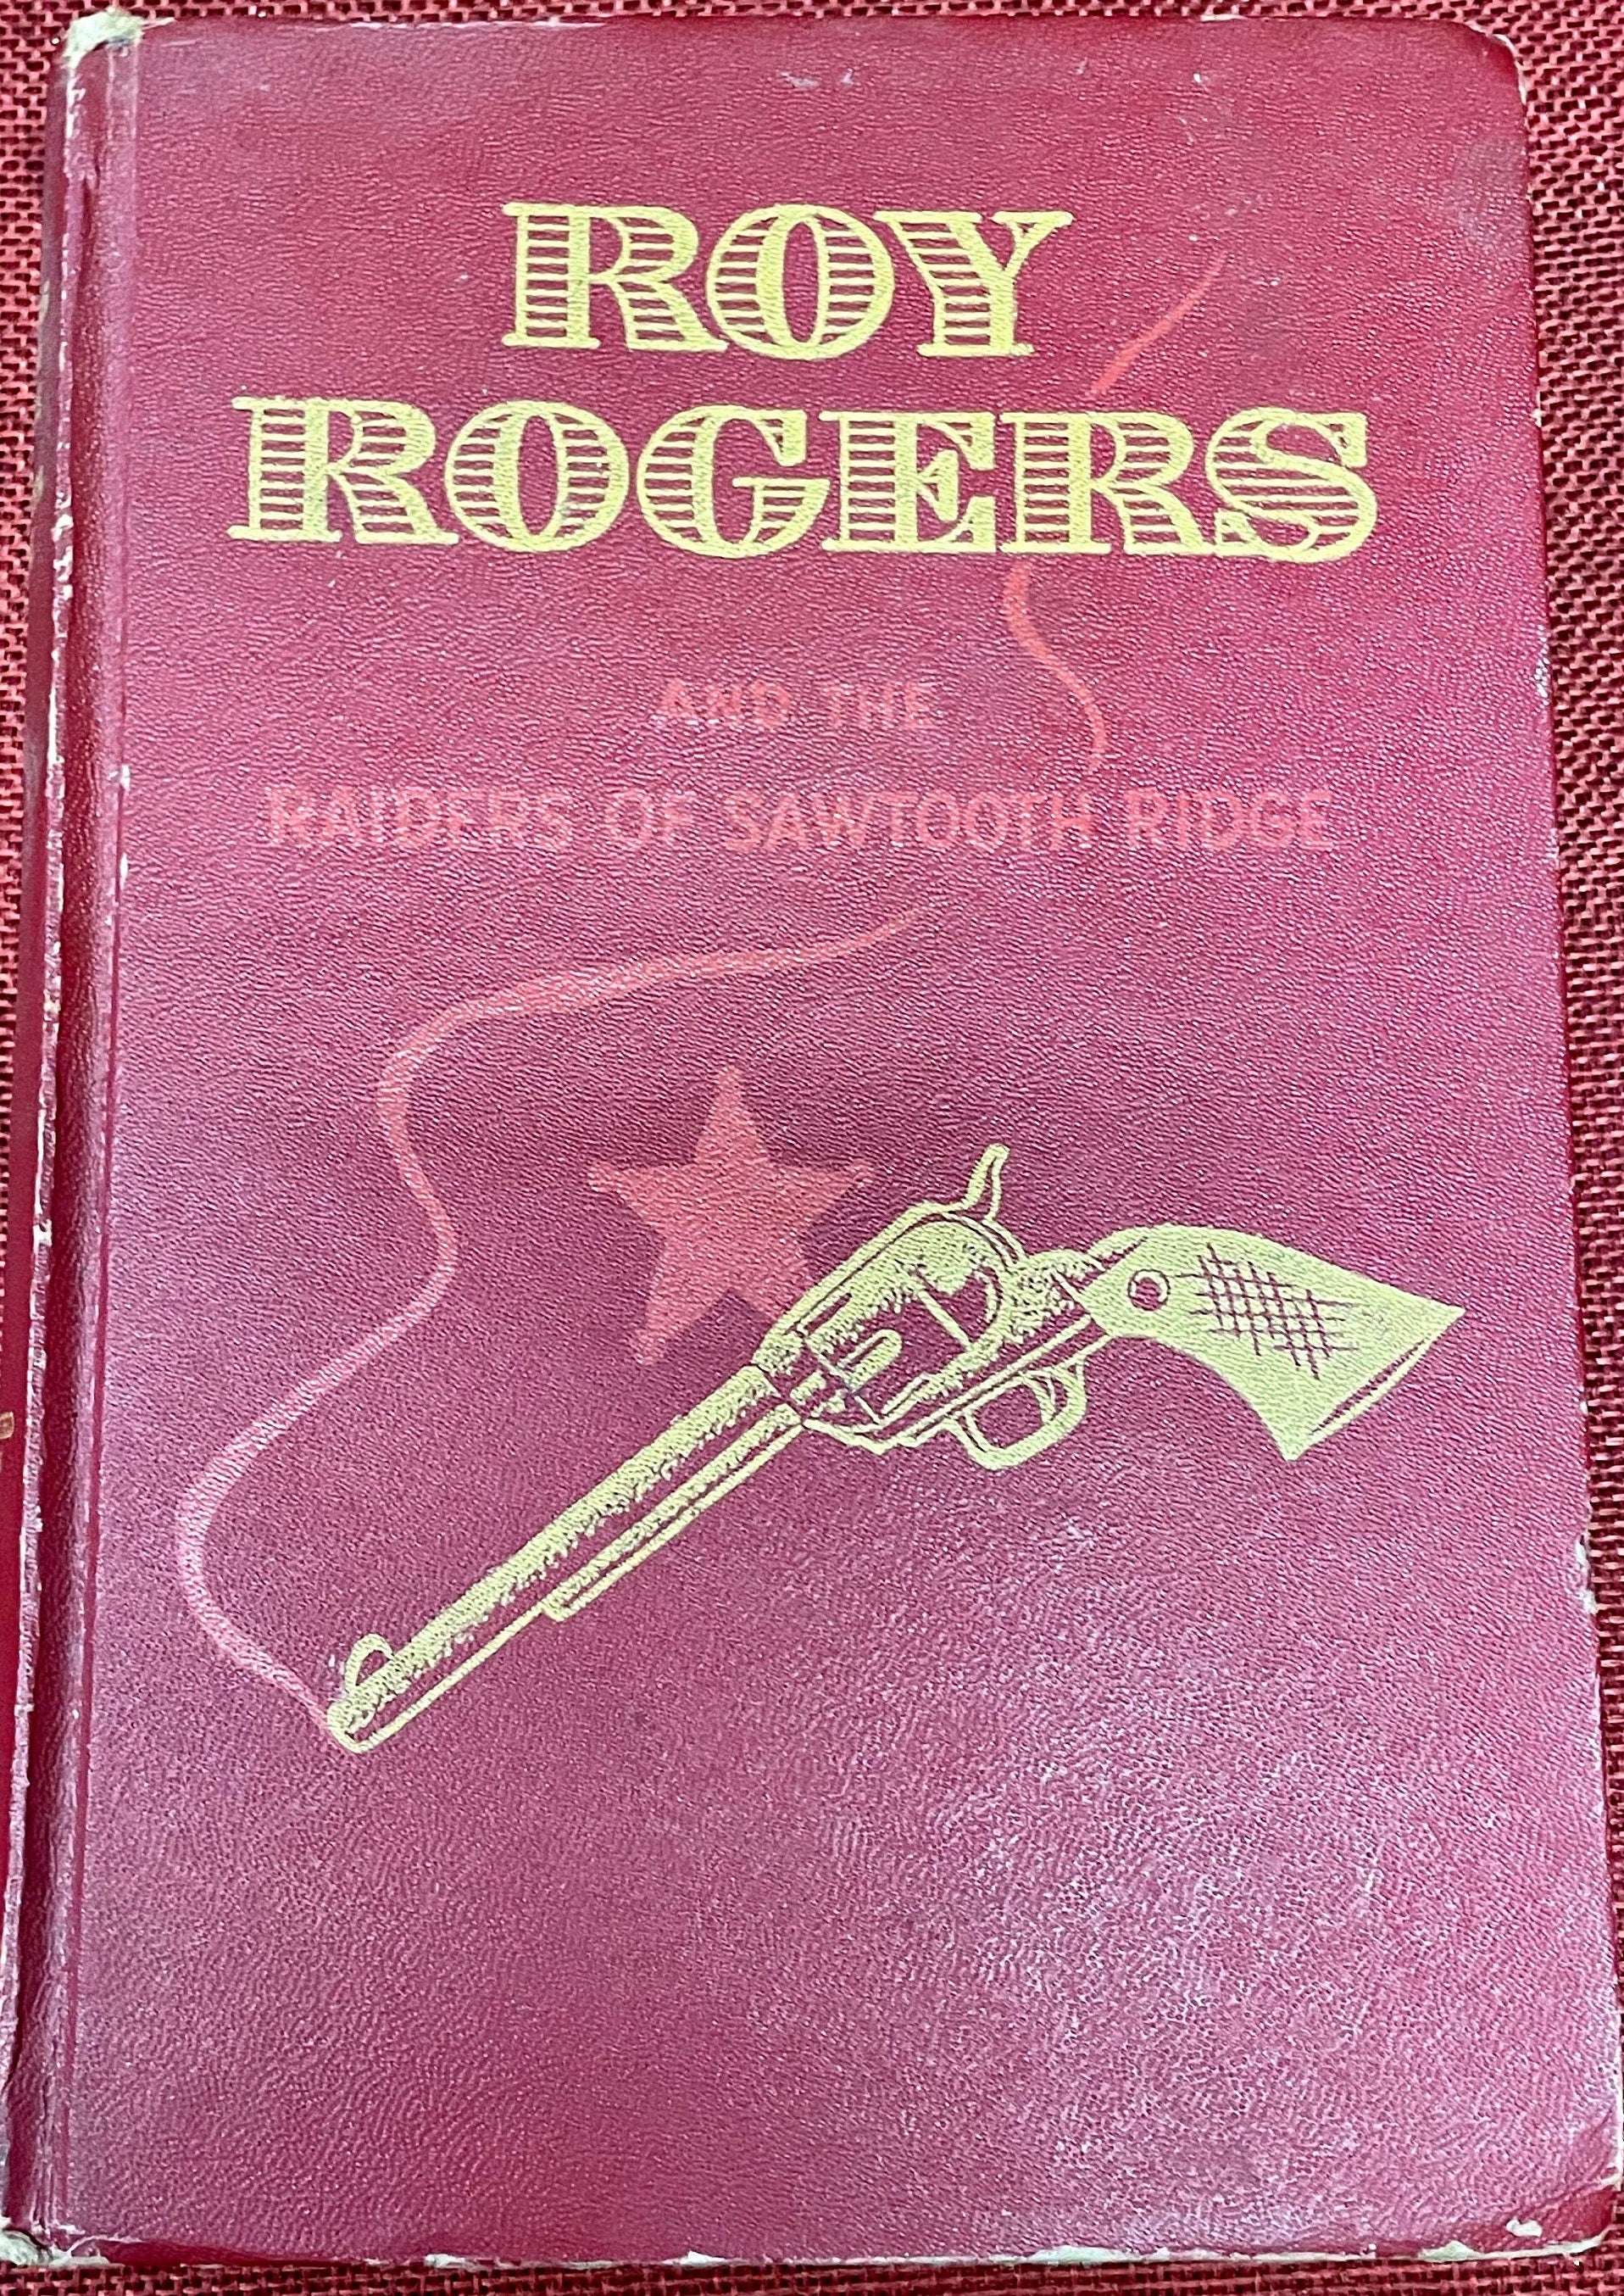 ROY
ROGERS
AND THE
RAIDERS OF SAWTOOTH RIDGE